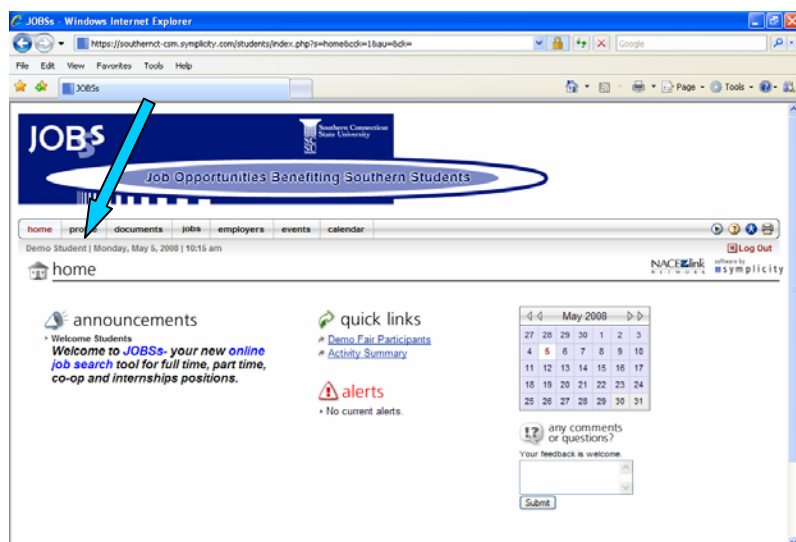 JOBSs - Windows Internet Explorer
https://southernct-csm.symplicity.com/students/index.php?s=home&cck=1&au=&ck=
Google
File Edit View Favorites Tools Help
JOBSs
Page Tools
JOBSs
Southern Connecticut
State University
Job Opportunities Benefiting Southern Students
home documents jobs employers events calendar
Demo Student | Monday, May 5, 2008 | 10:15 am
Log Out
home
NACElink
NETWORK
software by
symplicity
announcements
Welcome Students
Welcome to JOBSs- your new online
job search tool for full time, part time,
co-op and internships positions.
quick links
Demo Fair Participants
Activity Summary
alerts
No current alerts.
May 2008
27 28 29 30 1 2 3
4 5 6 7 8 9 10
11 12 13 14 15 16 17
18 19 20 21 22 23 24
25 26 27 28 29 30 31
!?
any comments
or questions?
Your feedback is welcome.
Submit